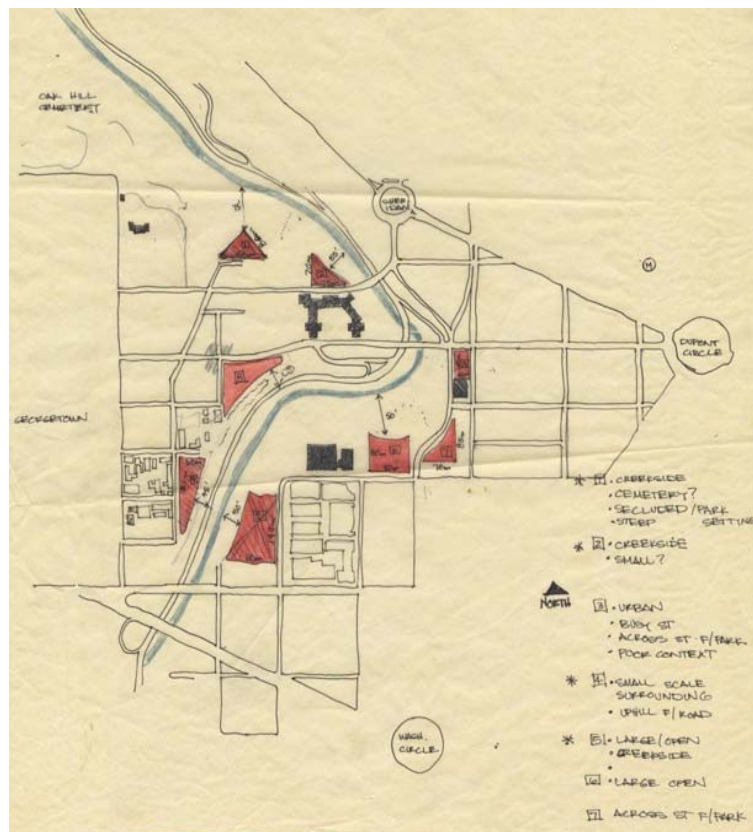 OAK HILL
CEMETERY
SHERIDAN
M
DUPONT
CIRCLE
GEORGETOWN
50'
* 1 • CREEKSIDE
• CEMETERY?
• SECLUDED/PARK
• STEEP SETTING
* 2 • CREEKSIDE
• SMALL?
NORTH
3 • URBAN
• BUSY ST
• ACROSS ST F/PARK
• POOR CONTEXT
* 4 • SMALL SCALE
SURROUNDING
• UPHILL F/ROAD
* 5 • LARGE/OPEN
• CREEKSIDE
•
6 • LARGE OPEN
7 ACROSS ST F/PARK
WASH.
CIRCLE